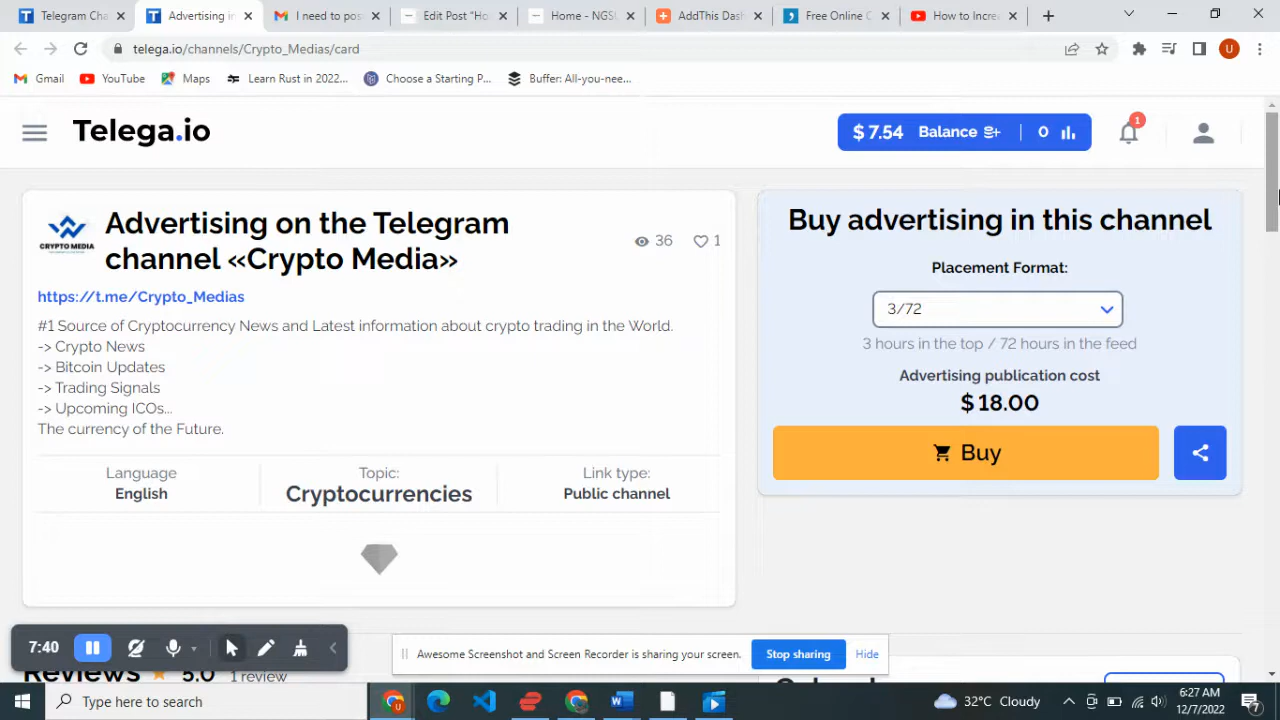 Telegram Cha
Advertising in
I need to pos
Edit Post "Ho
Home - NGSU
AddThis Das
Free Online C
How to Incre
telega.io/channels/Crypto_Medias/card
U
Gmail
YouTube
Maps
Learn Rust in 2022...
Choose a Starting P...
Buffer: All-you-nee...
Telega.io
$ 7.54 Balance
0
1
CRYPTO MEDIA
Advertising on the Telegram
channel «Crypto Media»
36
1
https://t.me/Crypto_Medias
#1 Source of Cryptocurrency News and Latest information about crypto trading in the World.
-> Crypto News
-> Bitcoin Updates
-> Trading Signals
-> Upcoming ICOs...
The currency of the Future.
Language
English
Topic:
Cryptocurrencies
Link type:
Public channel
Buy advertising in this channel
Placement Format:
3/72
3 hours in the top / 72 hours in the feed
Advertising publication cost
$ 18.00
Buy
7:40
Awesome Screenshot and Screen Recorder is sharing your screen.
Stop sharing
Hide
Reviews
5.0
1 review
Type here to search
32°C Cloudy
6:27 AM
12/7/2022
7